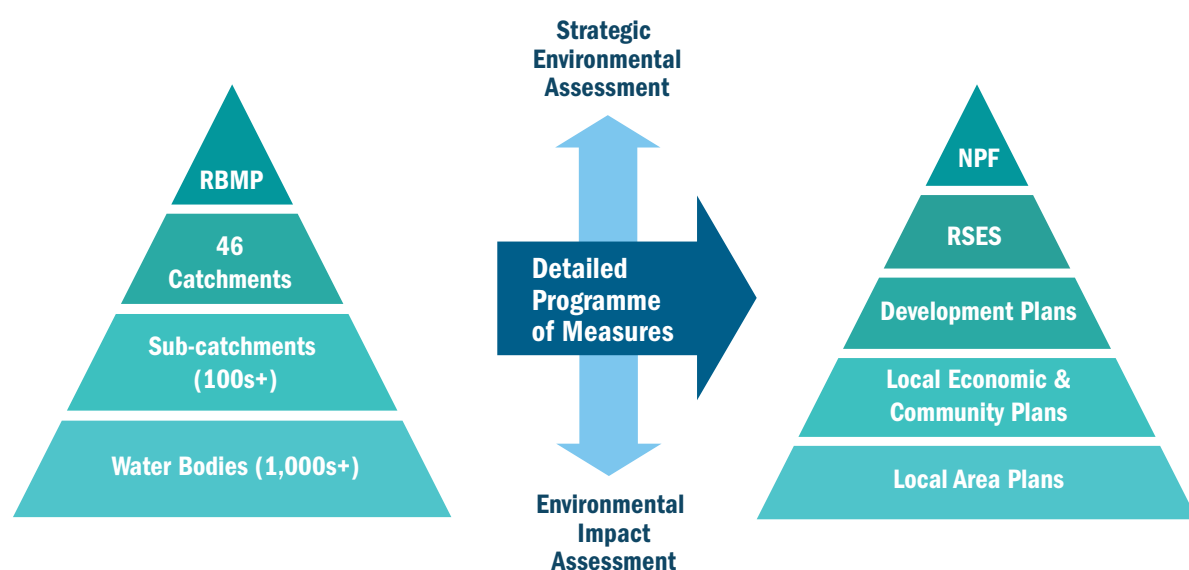 RBMP
46
Catchments
Sub-catchments
(100s+)
Water Bodies (1,000s+)
Strategic
Environmental
Assessment
Detailed
Programme
of Measures
Environmental
Impact
Assessment
NPF
RSES
Development Plans
Local Economic &
Community Plans
Local Area Plans